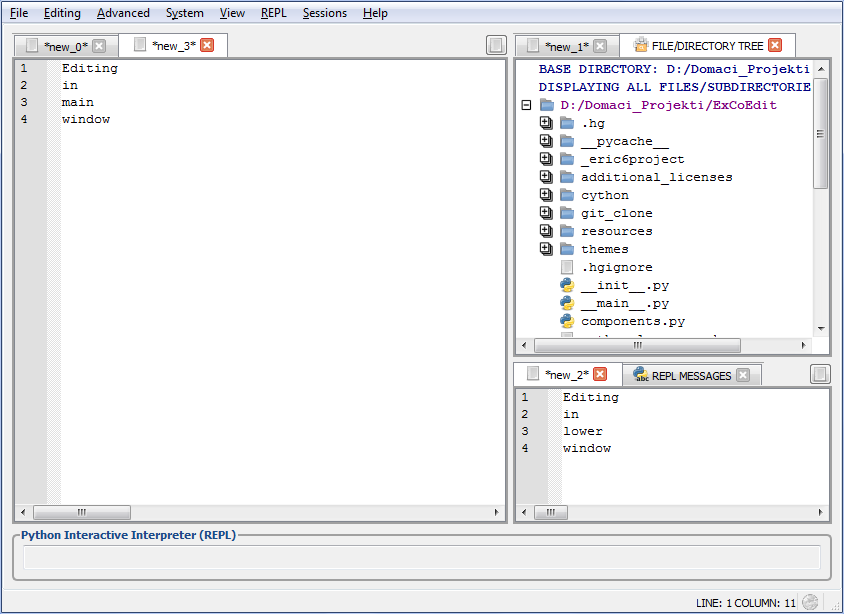 File Editing Advanced System View REPL Sessions Help
*new_0* *new_3*
1 Editing
2 in
3 main
4 window
*new_1* FILE/DIRECTORY TREE
BASE DIRECTORY: D:/Domaci_Projekti
DISPLAYING ALL FILES/SUBDIRECTORIE
D:/Domaci_Projekti/ExCoEdit
.hg
__pycache__
_eric6project
additional_licenses
cython
git_clone
resources
themes
.hgignore
__init__.py
__main__.py
components.py
*new_2* abc REPL MESSAGES
1 Editing
2 in
3 lower
4 window
Python Interactive Interpreter (REPL)
LINE: 1 COLUMN: 11